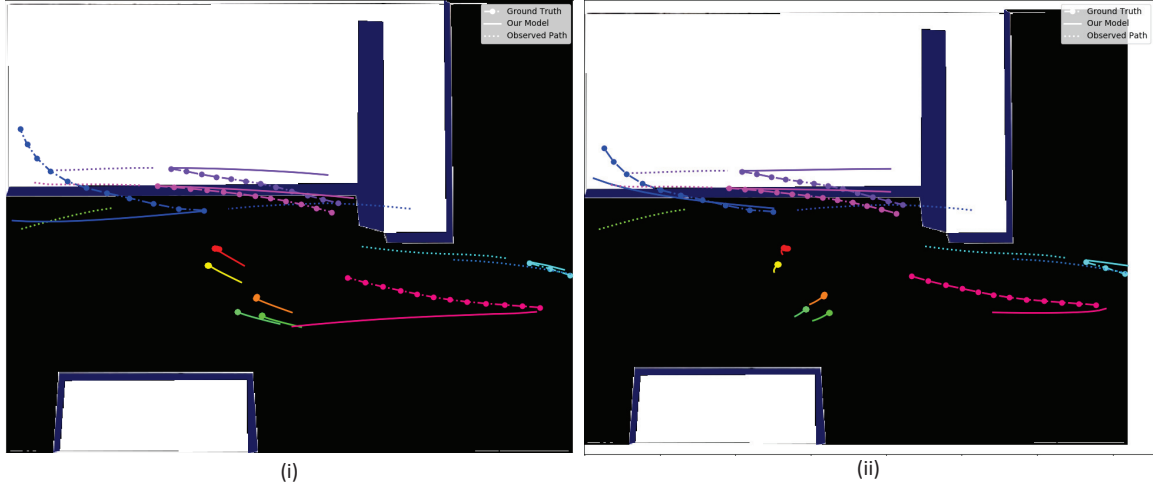 Ground Truth
Our Model
Observed Path
Ground Truth
Our Model
Observed Path
(i)
(ii)